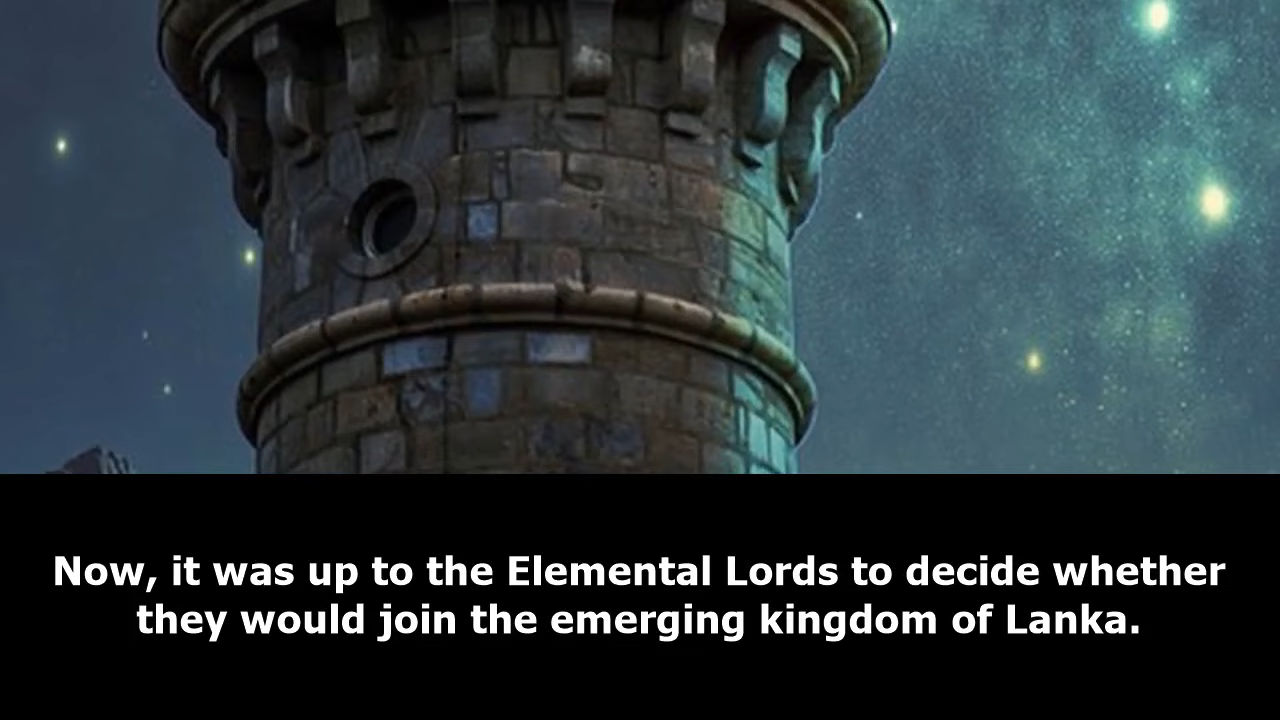 Now, it was up to the Elemental Lords to decide whether
they would join the emerging kingdom of Lanka.